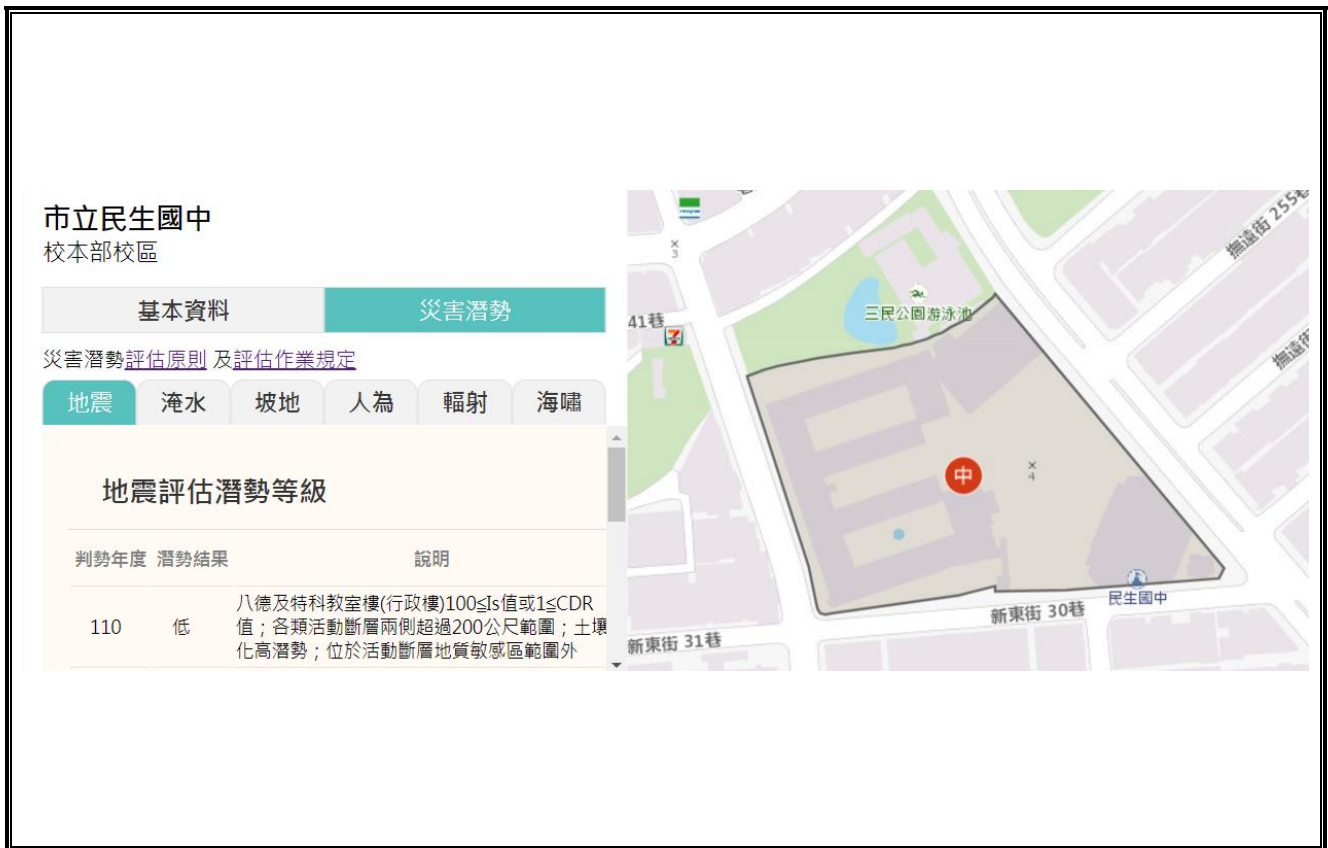 市立民生國中
校本部校區
基本資料
災害潛勢
災害潛勢評估原則 及評估作業規定
地震
淹水
坡地
人為
輻射
海嘯
地震評估潛勢等級
判勢年度 潛勢結果 說明
110 低
八德及特科教室樓(行政樓)100≦Is值或1≦CDR
值；各類活動斷層兩側超過200公尺範圍；土壤
化高潛勢；位於活動斷層地質敏感區範圍外
3
41巷
7
三民公園游泳池
撫遠街 255巷
撫遠街
中
4
民生國中
新東街 30巷
新東街 31巷